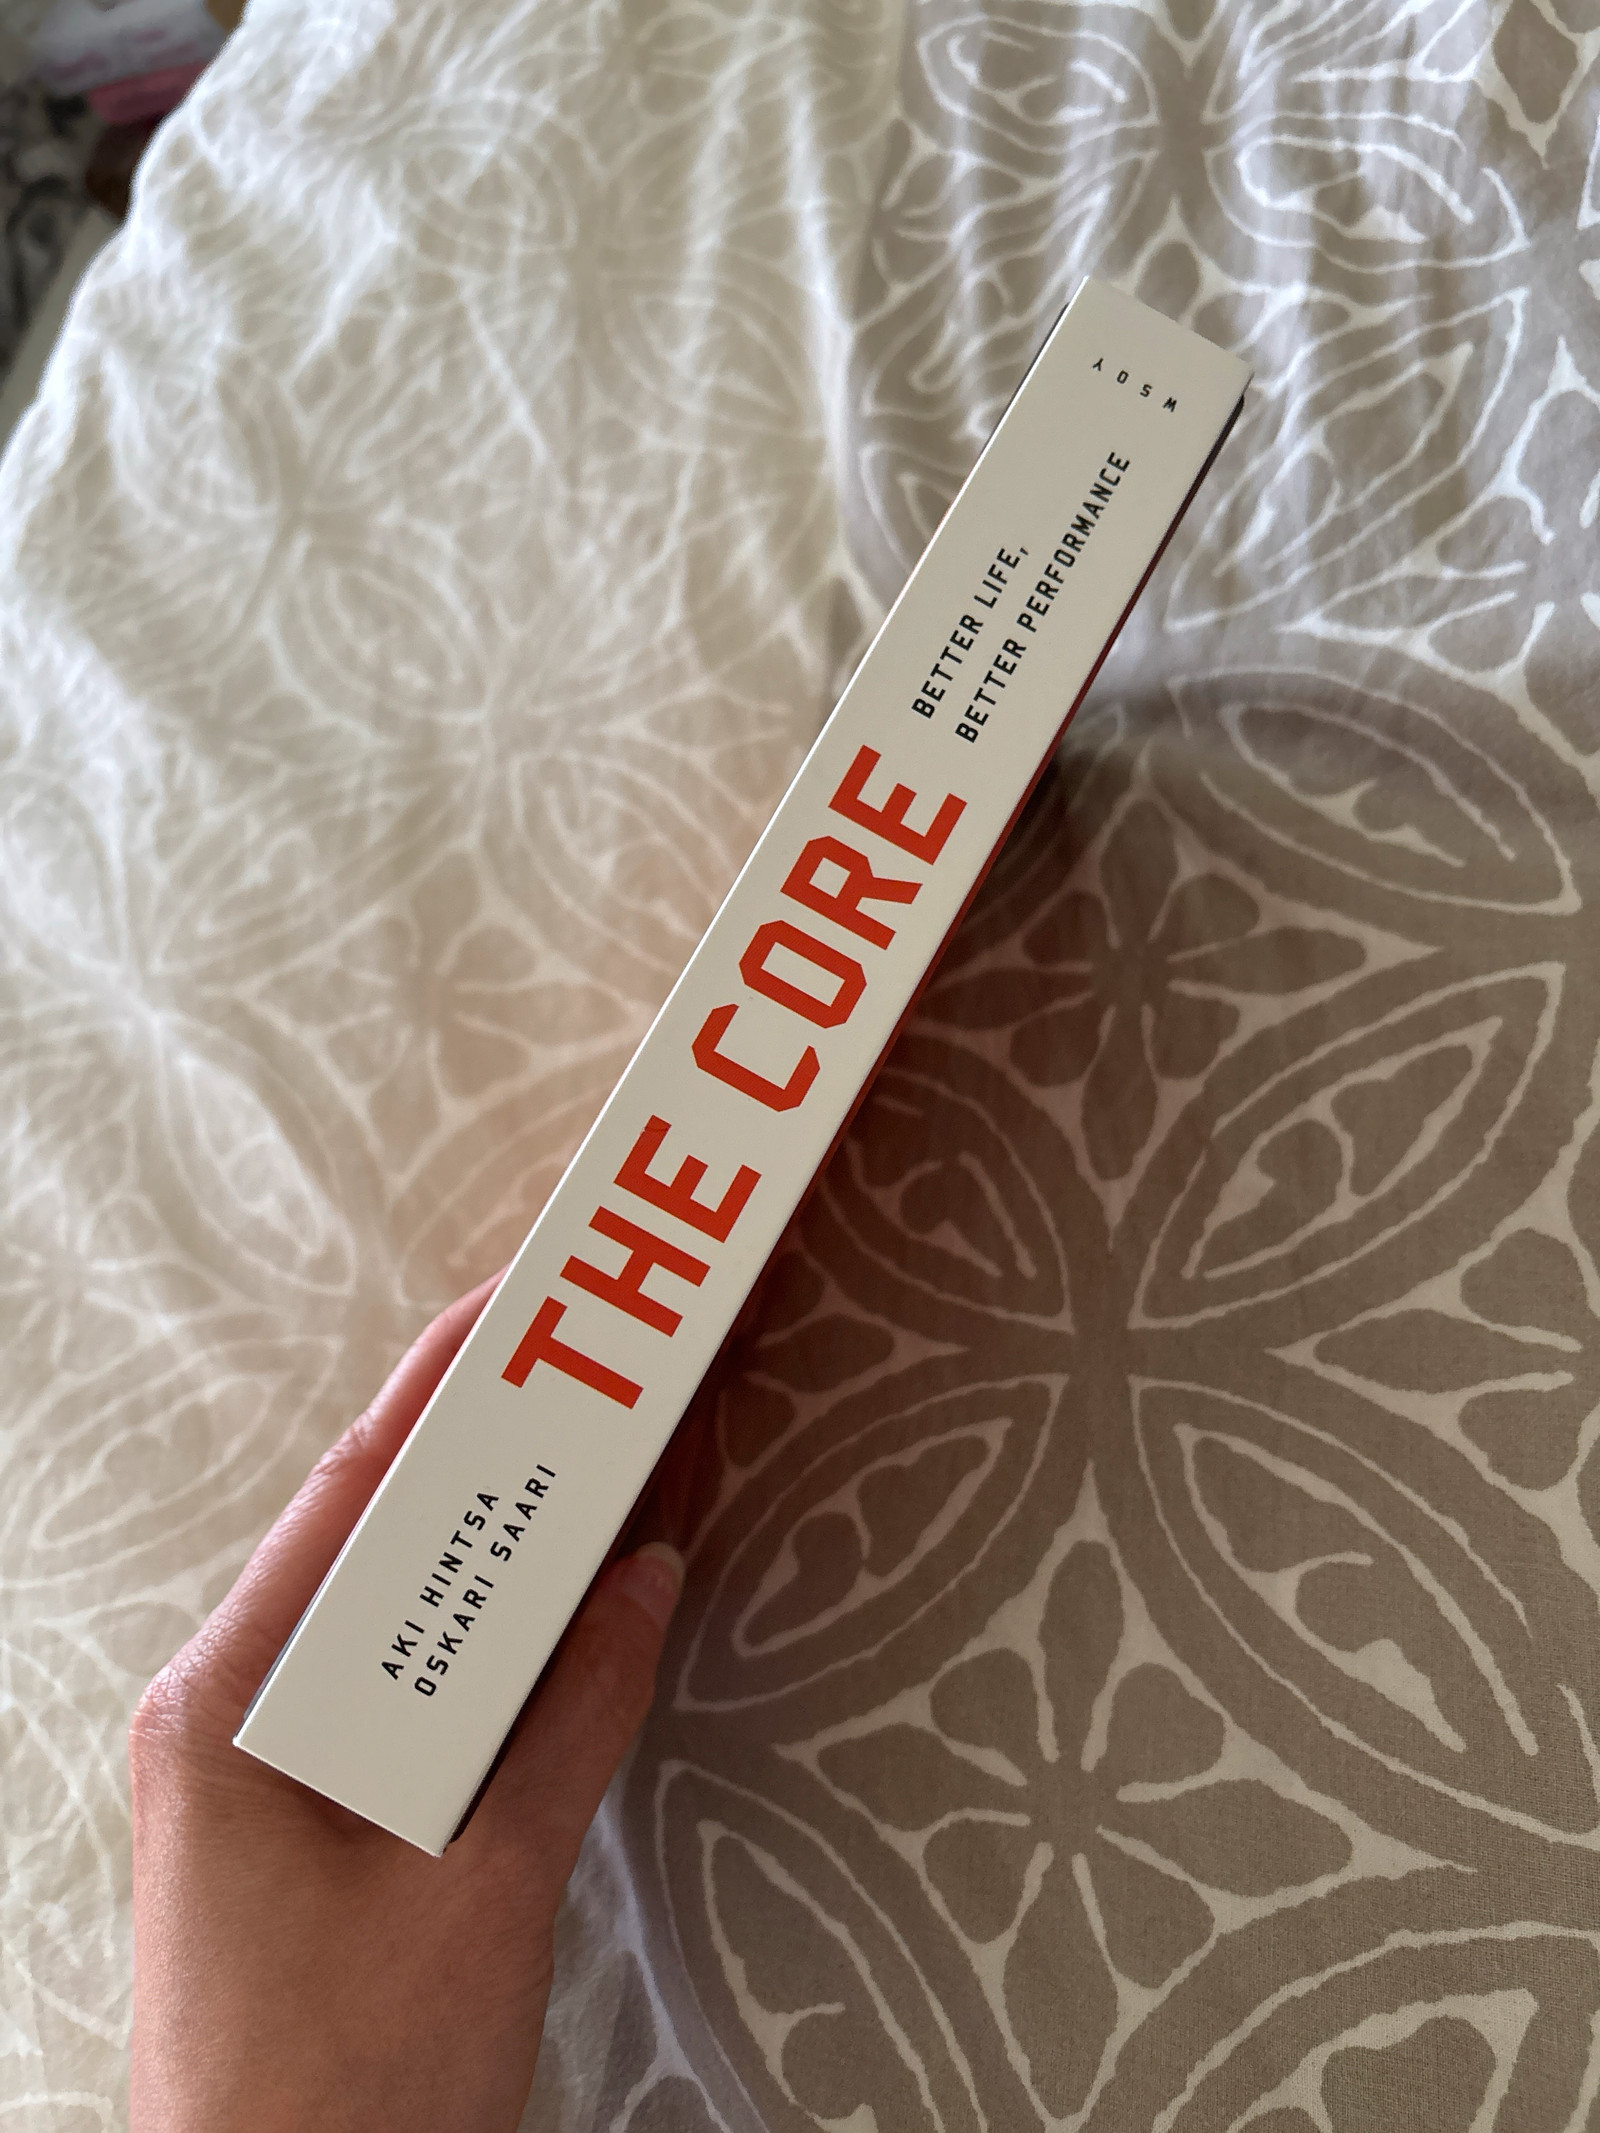 AKI HINTSA
OSKARI SAARI
THE CORE
BETTER LIFE,
BETTER PERFORMANCE
WSOY